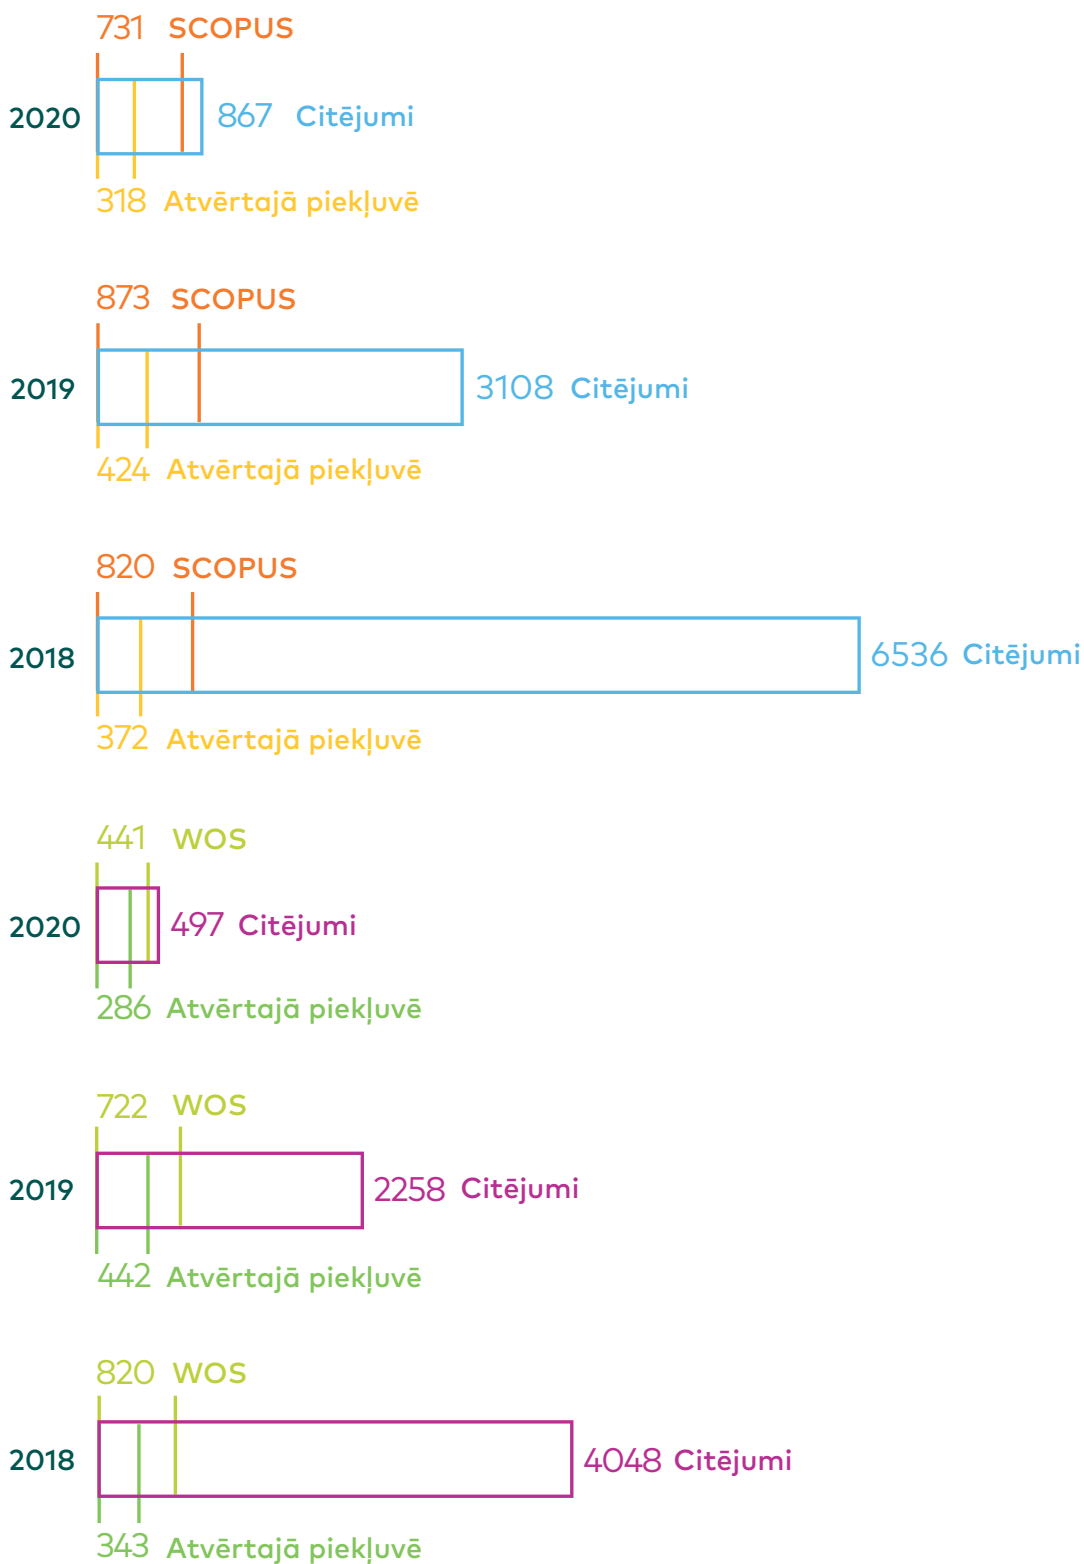 731 SCOPUS
2020 867 Citējumi
318 Atvērtajā piekļuvē
873 SCOPUS
2019 3108 Citējumi
424 Atvērtajā piekļuvē
820 SCOPUS
2018 6536 Citējumi
372 Atvērtajā piekļuvē
441 WOS
2020 497 Citējumi
286 Atvērtajā piekļuvē
722 WOS
2019 2258 Citējumi
442 Atvērtajā piekļuvē
820 WOS
2018 4048 Citējumi
343 Atvērtajā piekļuvē